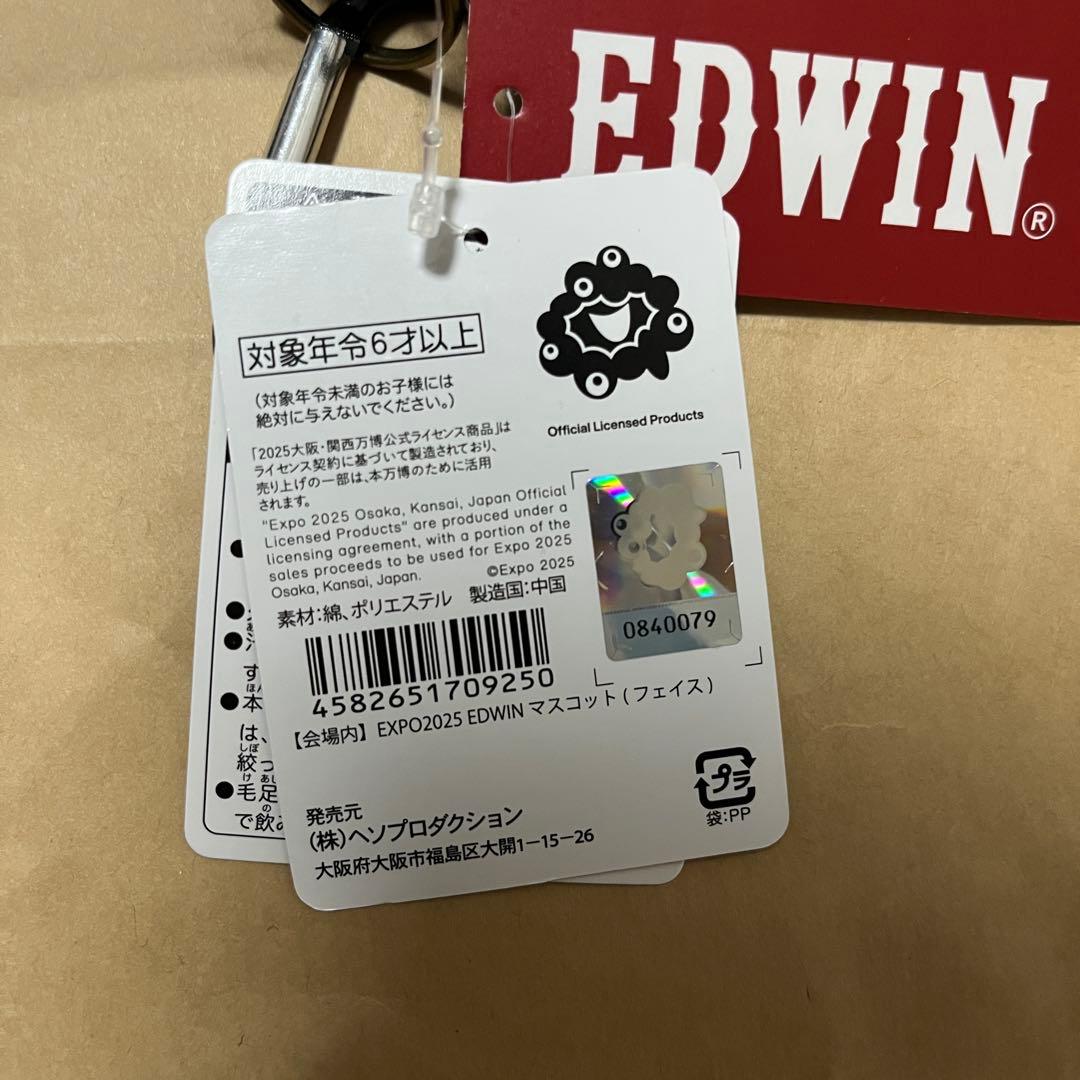 EDWIN®
対象年令6才以上
(対象年令未満のお子様には
絶対に与えないでください。)
Official Licensed Products
「2025大阪・関西万博公式ライセンス商品」は
ライセンス契約に基づいて製造されており、
売り上げの一部は、本万博のために活用
されます。
"Expo 2025 Osaka, Kansai, Japan Official
Licensed Products" are produced under a
licensing agreement, with a portion of the
sales proceeds to be used for Expo 2025
Osaka, Kansai, Japan. ©Expo 2025
素材:綿、ポリエステル 製造国:中国
0840079
4582651709250
【会場内】EXPO2025 EDWIN マスコット(フェイス)
プラ
袋:PP
発売元
(株)ヘソプロダクション
大阪府大阪市福島区大開1-15-26
す
●本
は、
絞っ
●毛足
で飲